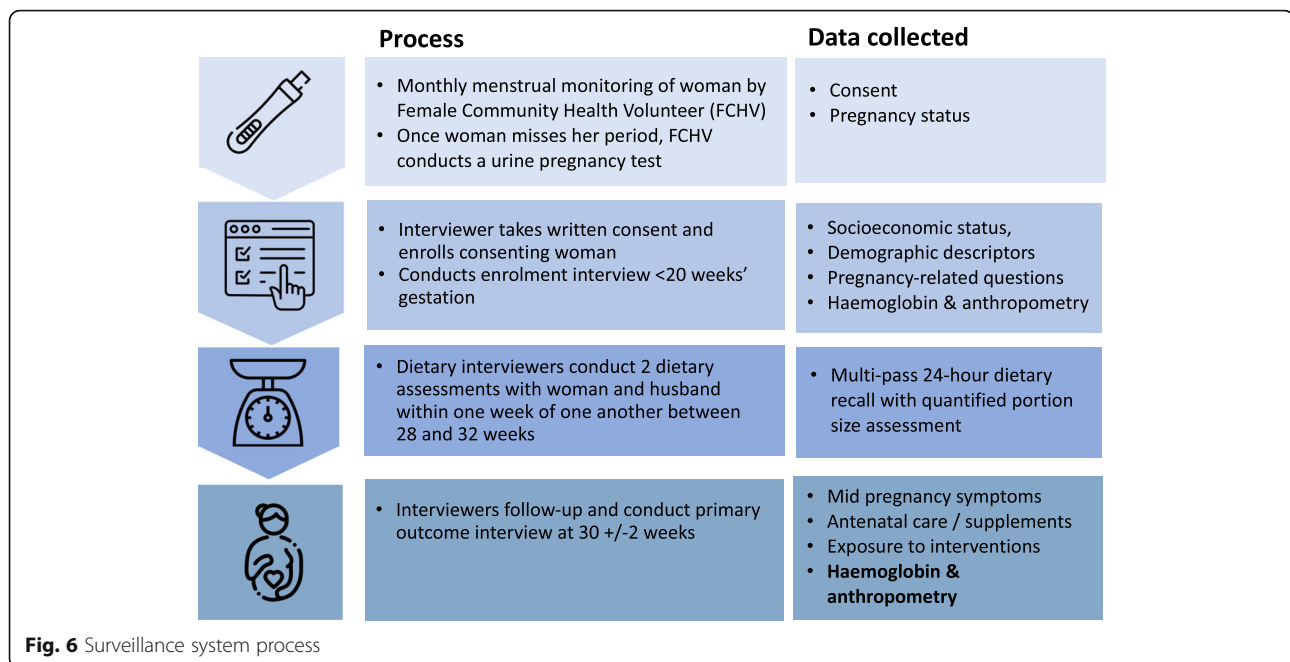 Process
Data collected
• Monthly menstrual monitoring of woman by
Female Community Health Volunteer (FCHV)
• Once woman misses her period, FCHV
conducts a urine pregnancy test
• Consent
• Pregnancy status
• Interviewer takes written consent and
enrolls consenting woman
• Conducts enrolment interview <20 weeks’
gestation
• Socioeconomic status,
• Demographic descriptors
• Pregnancy-related questions
• Haemoglobin & anthropometry
• Dietary interviewers conduct 2 dietary
assessments with woman and husband
within one week of one another between
28 and 32 weeks
• Multi-pass 24-hour dietary
recall with quantified portion
size assessment
• Interviewers follow-up and conduct primary
outcome interview at 30 +/-2 weeks
• Mid pregnancy symptoms
• Antenatal care / supplements
• Exposure to interventions
• Haemoglobin &
anthropometry
Fig. 6 Surveillance system process